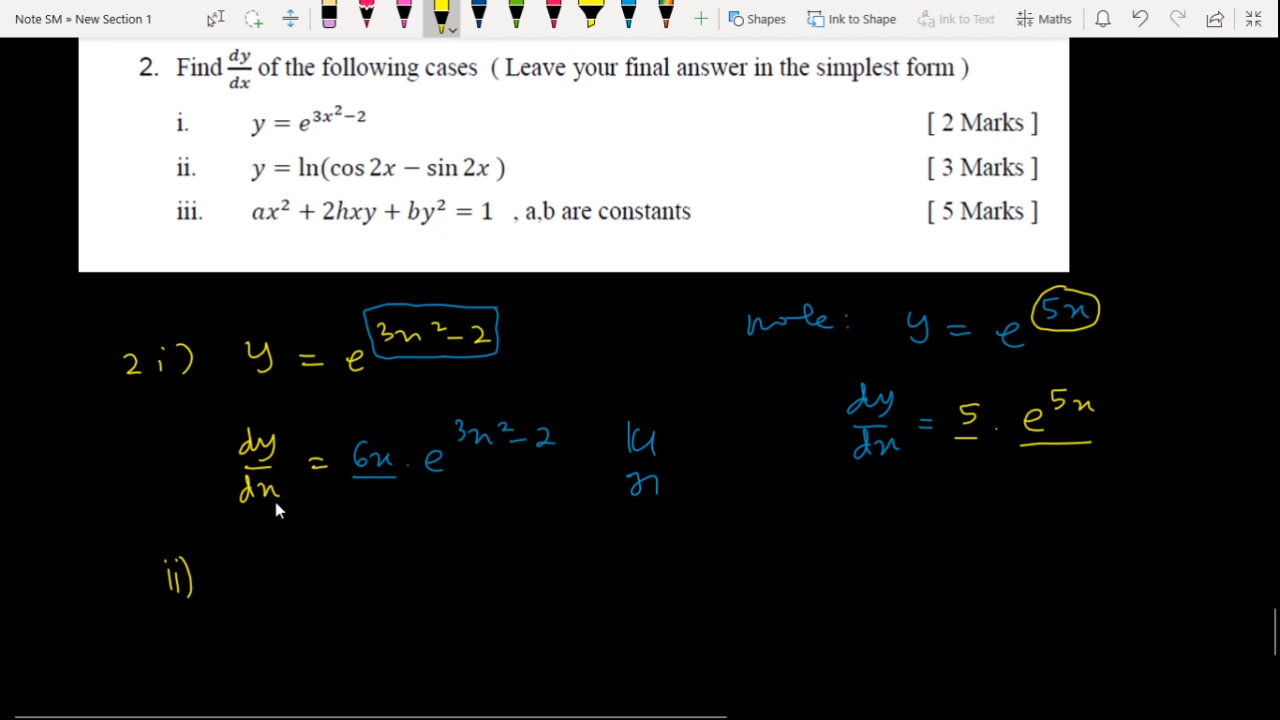 Note SM » New Section 1
Shapes Ink to Shape Ink to Text Maths
2. Find dy/dx of the following cases ( Leave your final answer in the simplest form )
i. y = e^{3x²−2} [ 2 Marks ]
ii. y = ln(cos 2x − sin 2x ) [ 3 Marks ]
iii. ax² + 2hxy + by² = 1 , a,b are constants [ 5 Marks ]
2 i) y = e^{3x²−2} note: y = e^{5x}
dy/dx = 6x . e^{3x²−2} dy/dx = 5 . e^{5x}
ii)